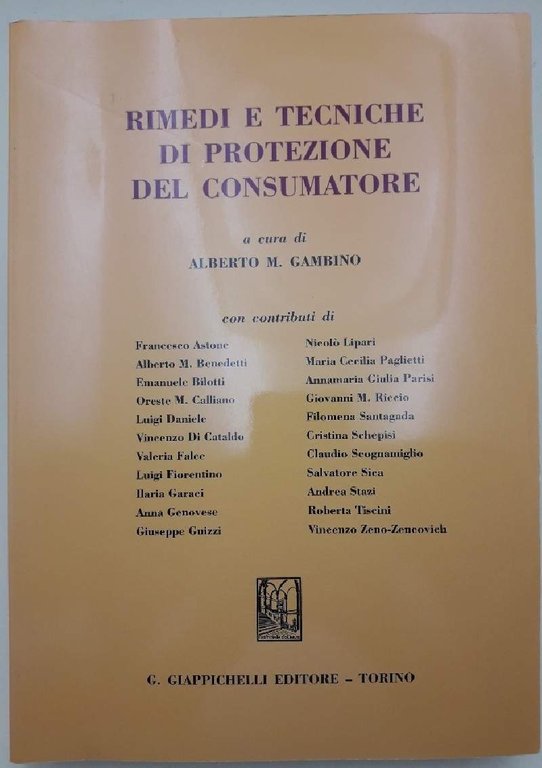 RIMEDI E TECNICHE
DI PROTEZIONE
DEL CONSUMATORE
a cura di
ALBERTO M. GAMBINO
con contributi di
Francesco Astone
Alberto M. Benedetti
Emanuele Bilotti
Oreste M. Calliano
Luigi Daniele
Vincenzo Di Cataldo
Valeria Falce
Luigi Fiorentino
Ilaria Garaci
Anna Genovese
Giuseppe Guizzi
Nicolò Lipari
Maria Cecilia Paglietti
Annamaria Giulia Parisi
Giovanni M. Riccio
Filomena Santagada
Cristina Schepisi
Claudio Scognamiglio
Salvatore Sica
Andrea Stazi
Roberta Tiscini
Vincenzo Zeno-Zencovich
G. GIAPPICHELLI EDITORE – TORINO